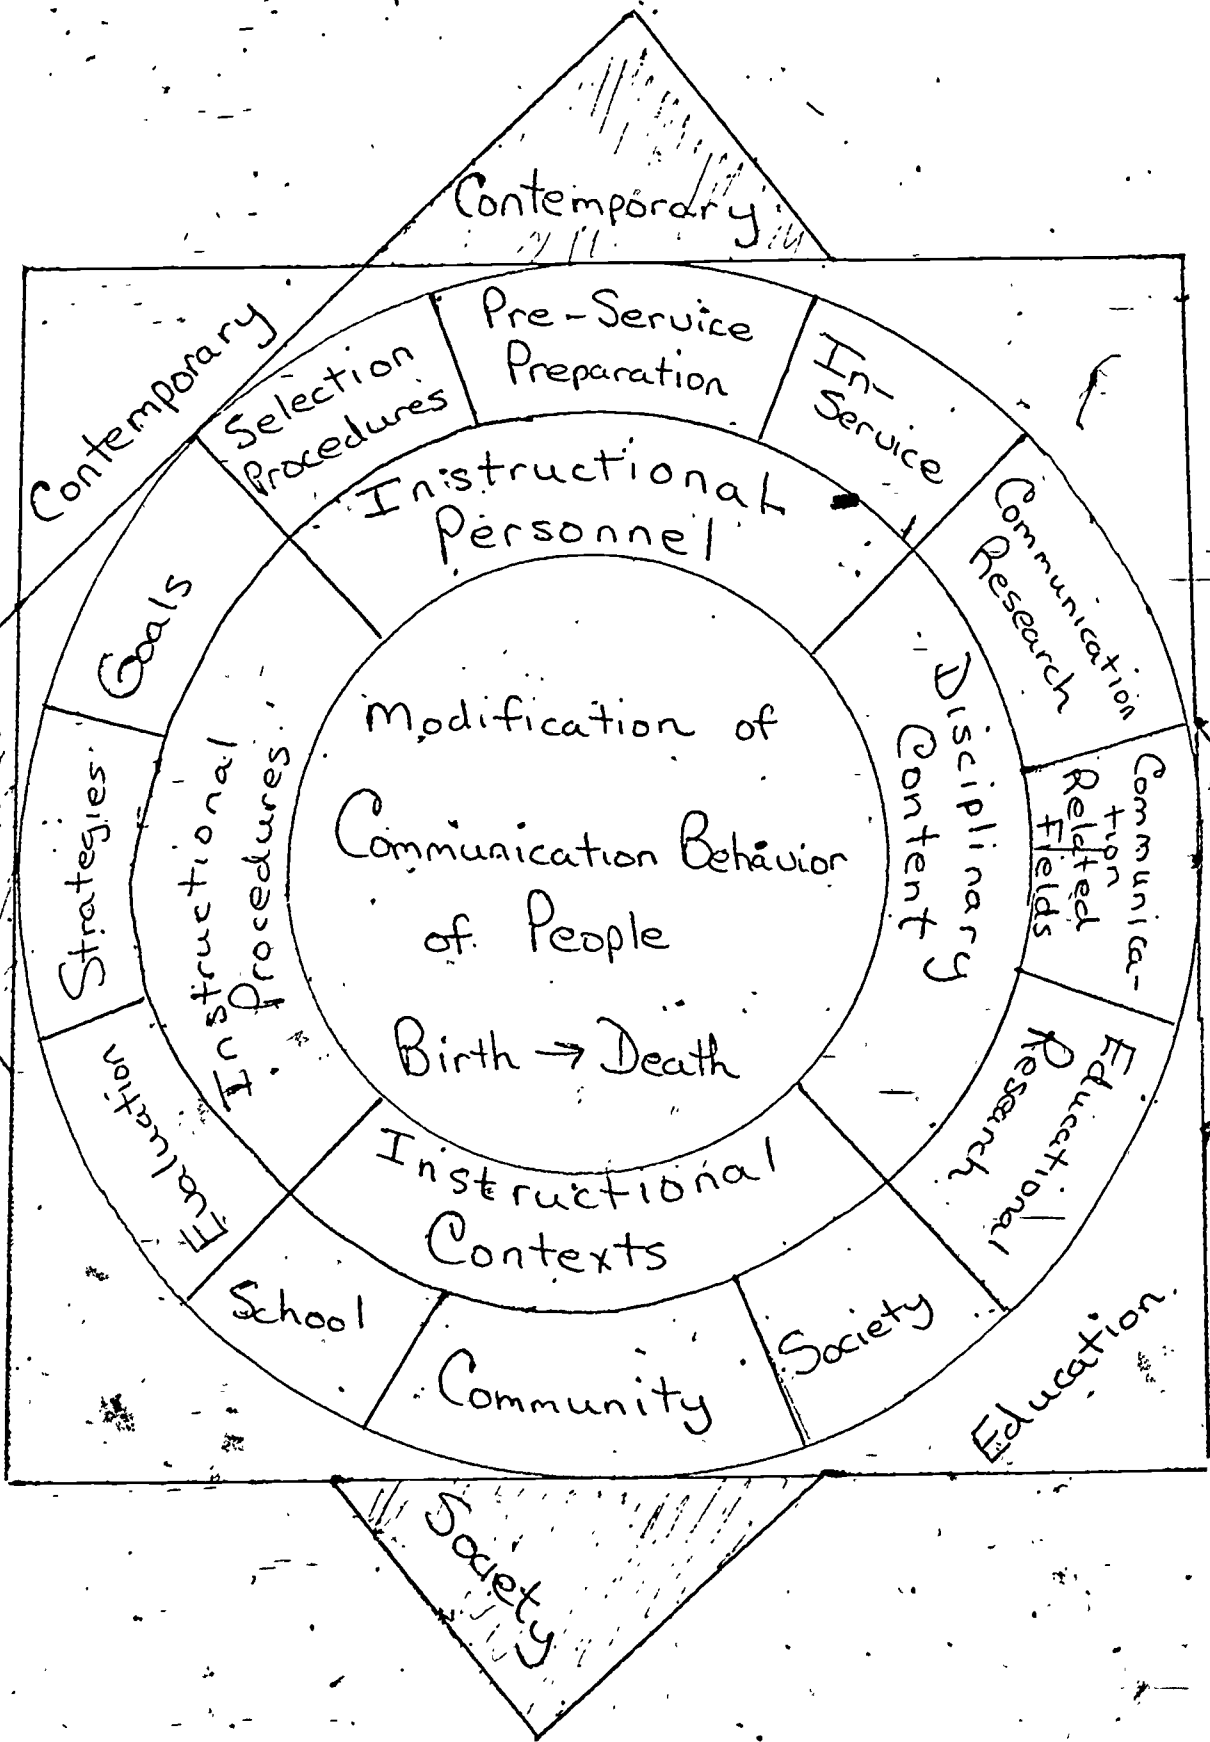 Contemporary
Contemporary
Selection
Procedures
Pre-Service
Preparation
In-
Service
Instructional
Personnel
Communication
Research
Communica-
tion
Related
Fields
Educational
Research
Disciplinary
Content
Goals
Strategies
Evaluation
Instructional
Procedures
Modification of
Communication Behavior
of People
Birth → Death
Instructional
Contexts
School
Community
Society
Education
Society